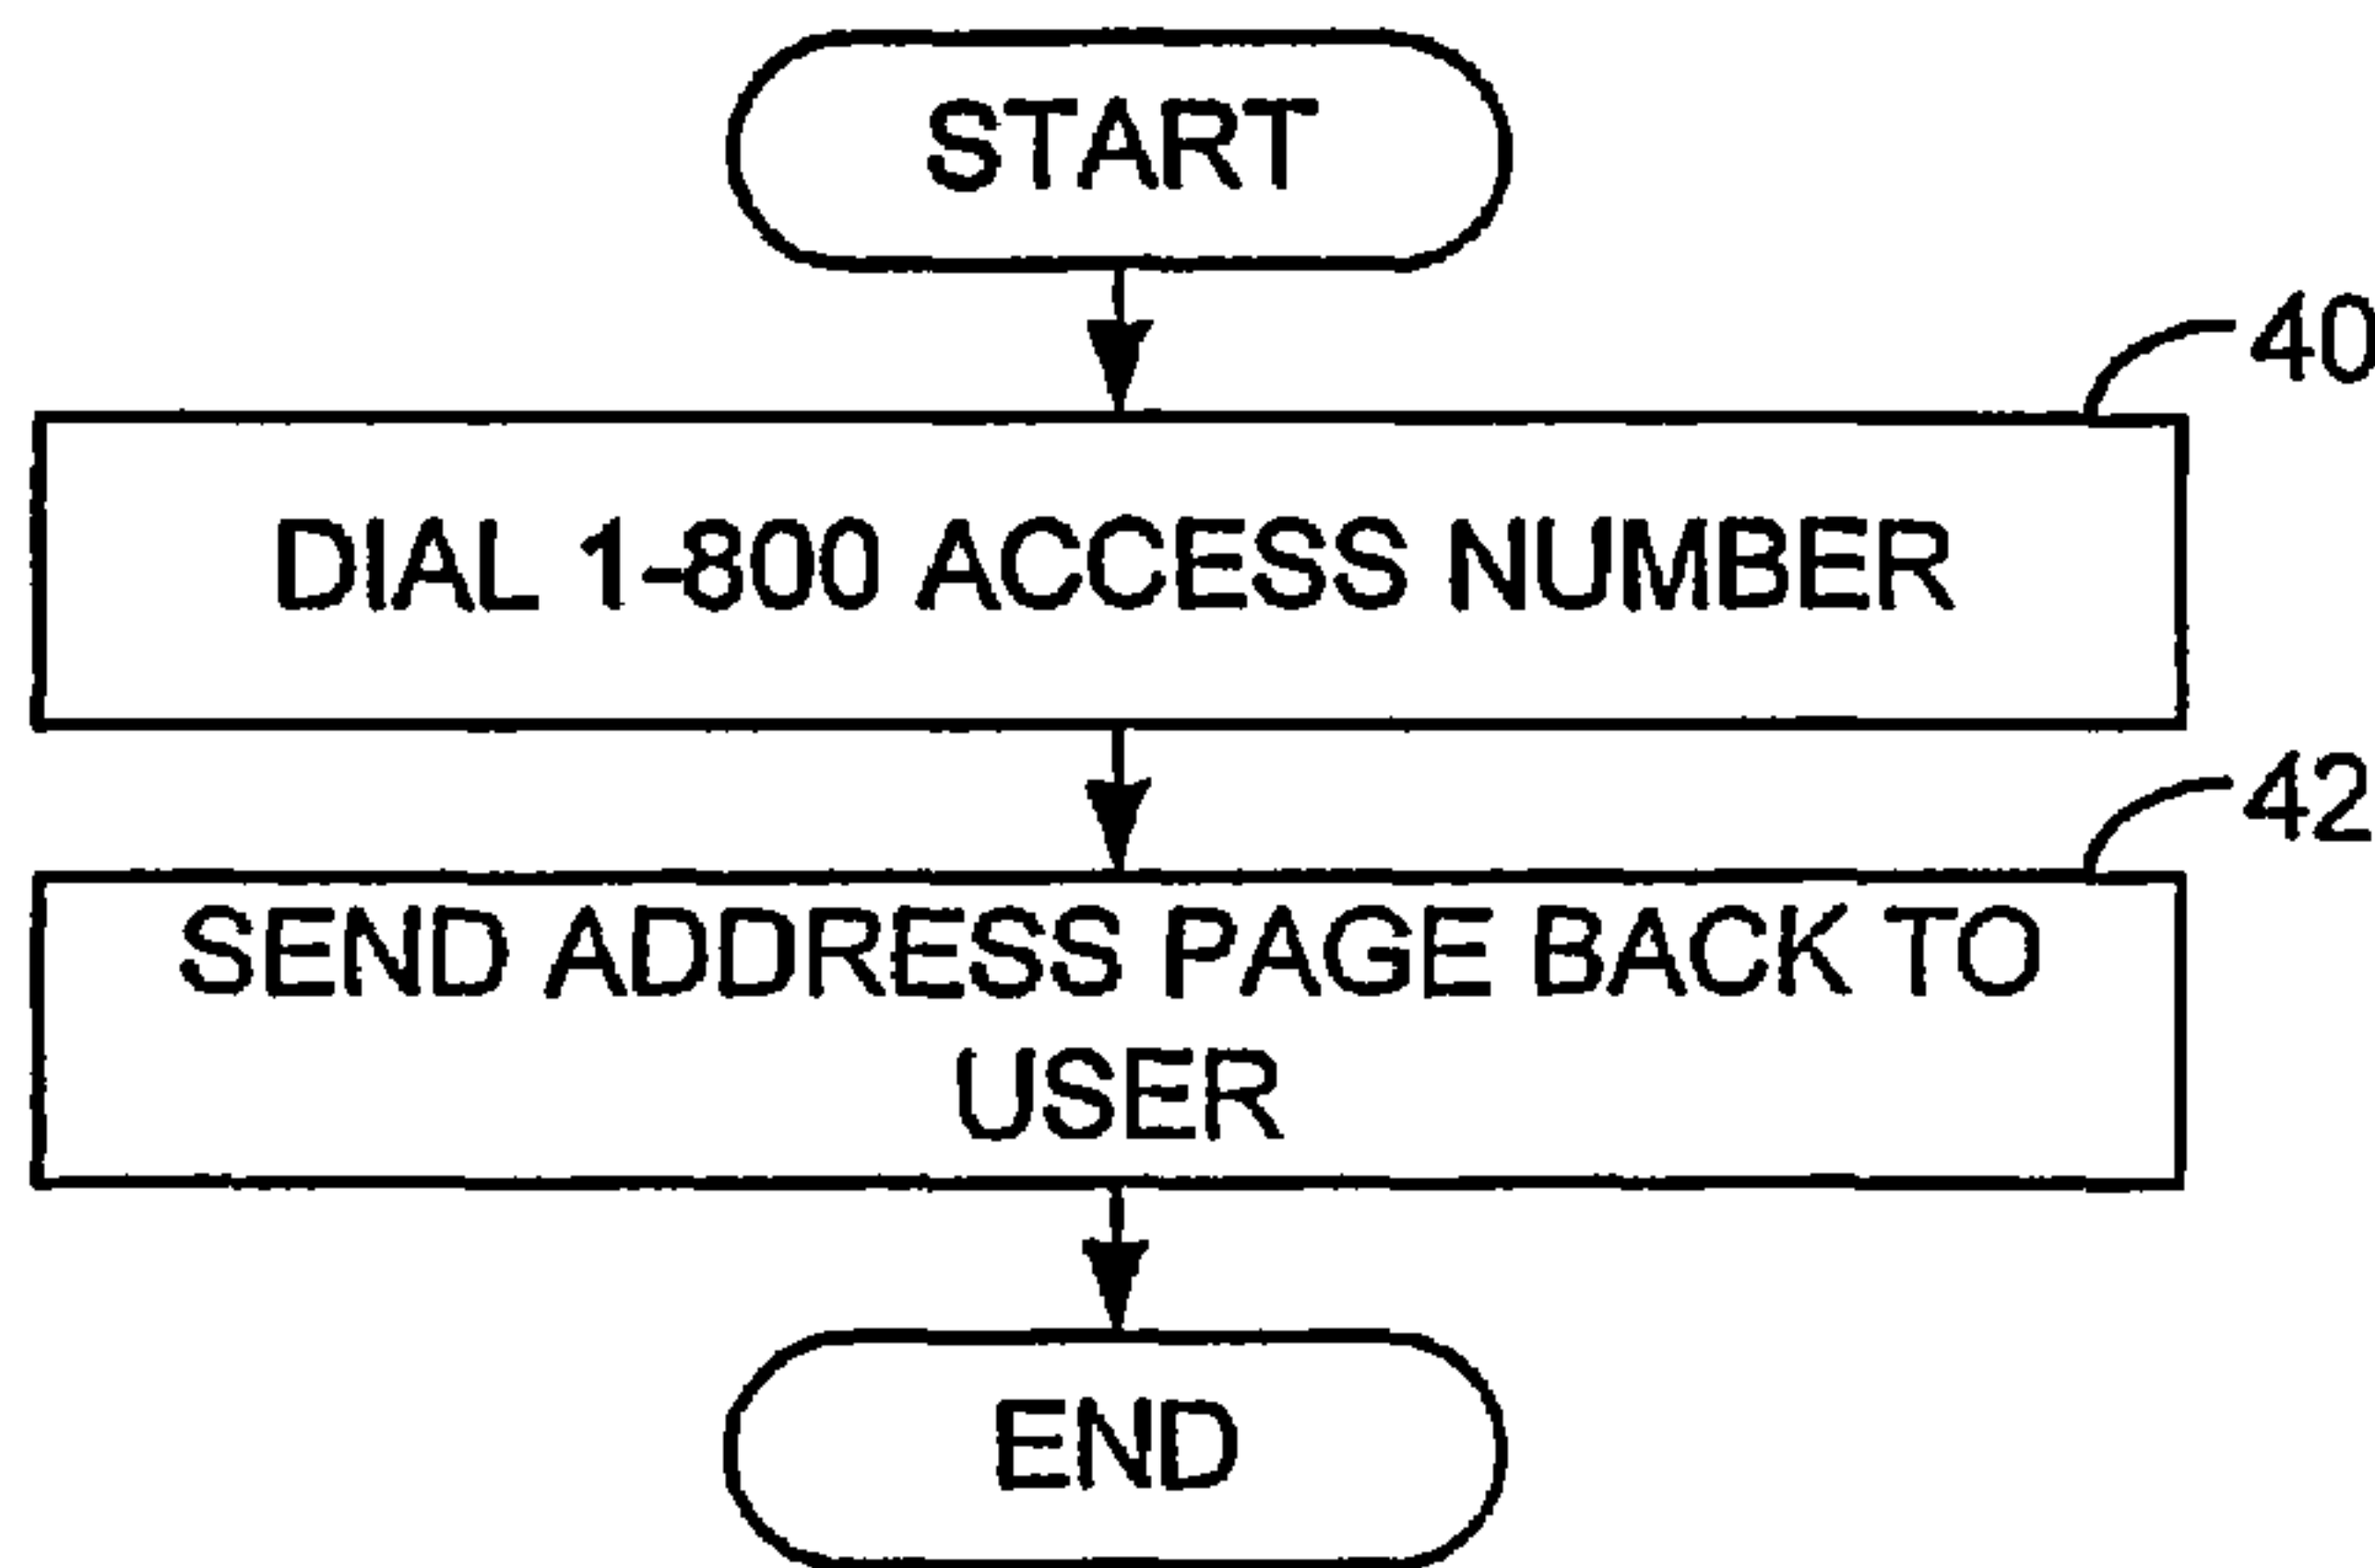 START
40
DIAL 1-800 ACCESS NUMBER
42
SEND ADDRESS PAGE BACK TO
USER
END